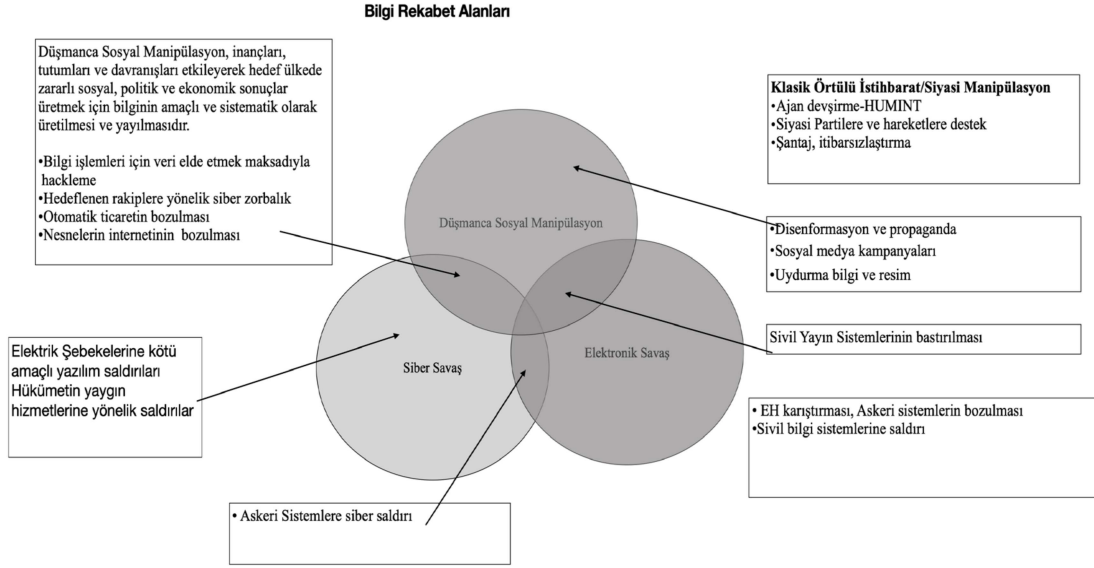 Bilgi Rekabet Alanları
Düşmanca Sosyal Manipülasyon, inançları,
tutumları ve davranışları etkileyerek hedef ülkede
zararlı sosyal, politik ve ekonomik sonuçlar
üretmek için bilginin amaçlı ve sistematik olarak
üretilmesi ve yayılmasıdır.
•Bilgi işlemleri için veri elde etmek maksadıyla
hackleme
•Hedeflenen rakiplere yönelik siber zorbalık
•Otomatik ticaretin bozulması
•Nesnelerin internetinin bozulması
Klasik Örtülü İstihbarat/Siyasi Manipülasyon
•Ajan devşirme-HUMINT
•Siyasi Partilere ve hareketlere destek
•Şantaj, itibarsızlaştırma
Düşmanca Sosyal Manipülasyon
•Disenformasyon ve propaganda
•Sosyal medya kampanyaları
•Uydurma bilgi ve resim
Sivil Yayın Sistemlerinin bastırılması
Elektronik Savaş
Siber Savaş
Elektrik Şebekelerine kötü
amaçlı yazılım saldırıları
Hükümetin yaygın
hizmetlerine yönelik saldırılar
• EH karıştırması, Askeri sistemlerin bozulması
•Sivil bilgi sistemlerine saldırı
• Askeri Sistemlere siber saldırı